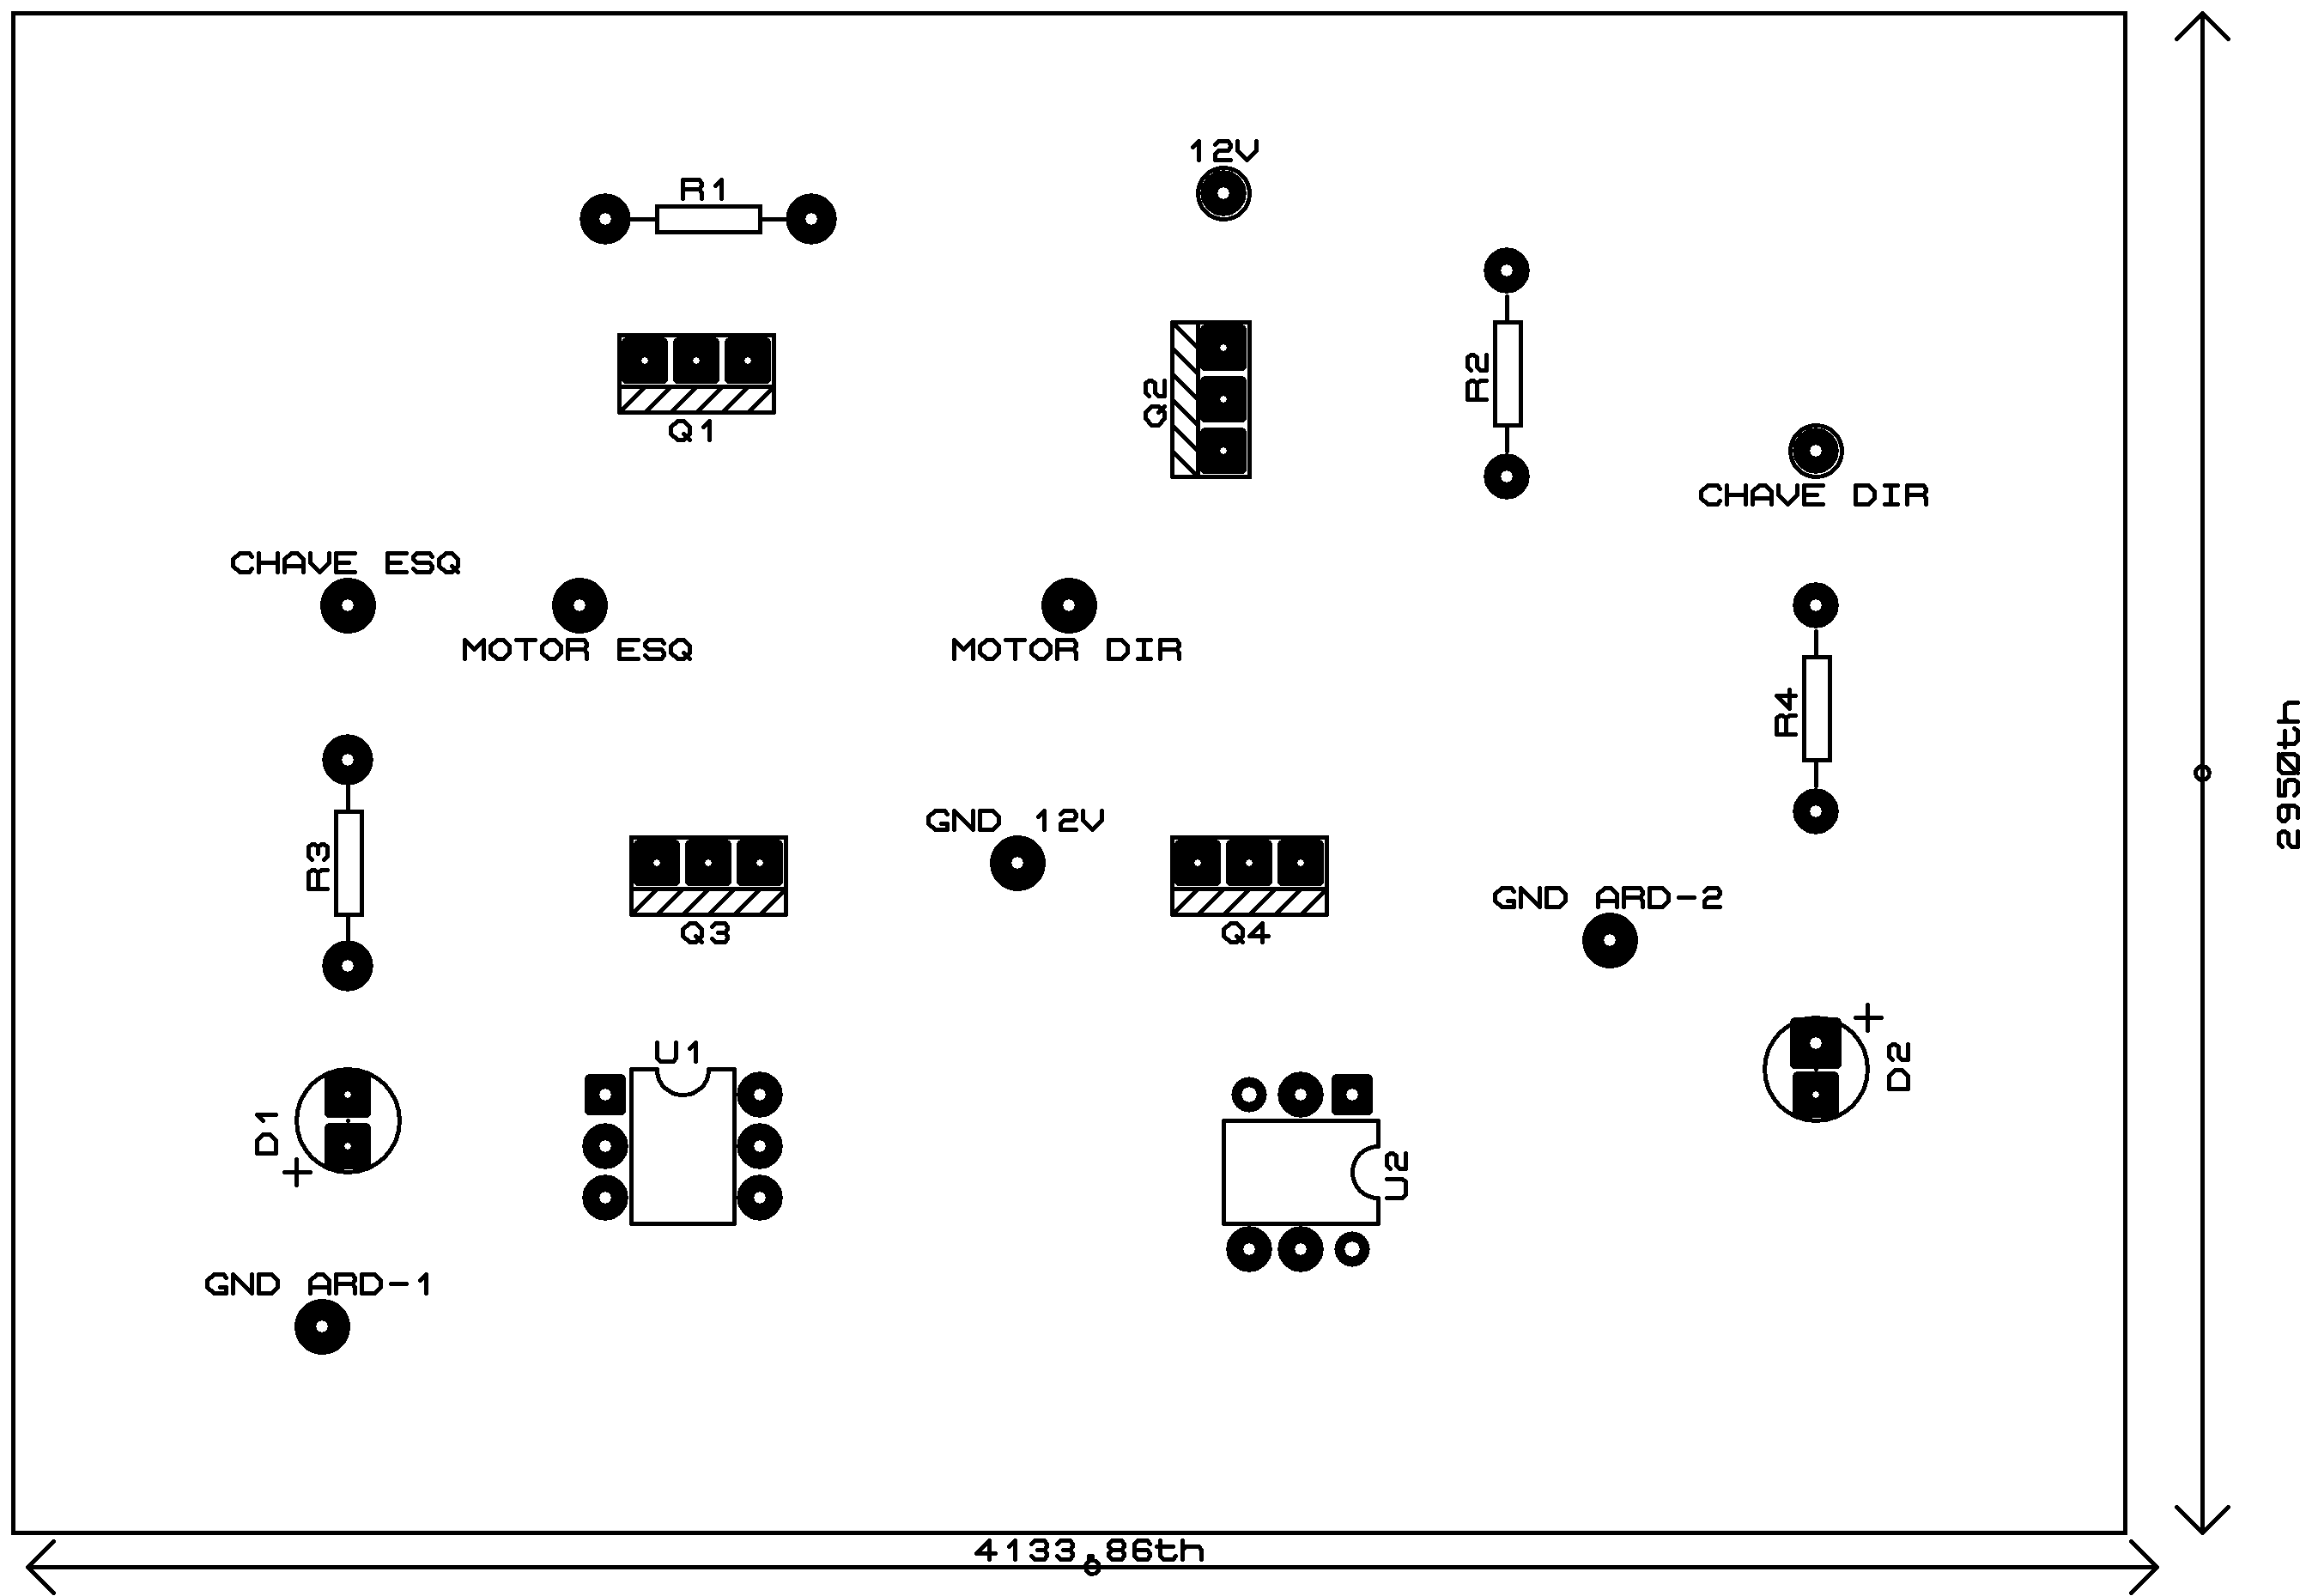 12V
R1
R2
Q2
Q1
CHAVE DIR
CHAVE ESQ
MOTOR ESQ
MOTOR DIR
R4
2950th
GND 12V
R3
GND ARD-2
Q3
Q4
U1
D2
D1
U2
GND ARD-1
4133.86th